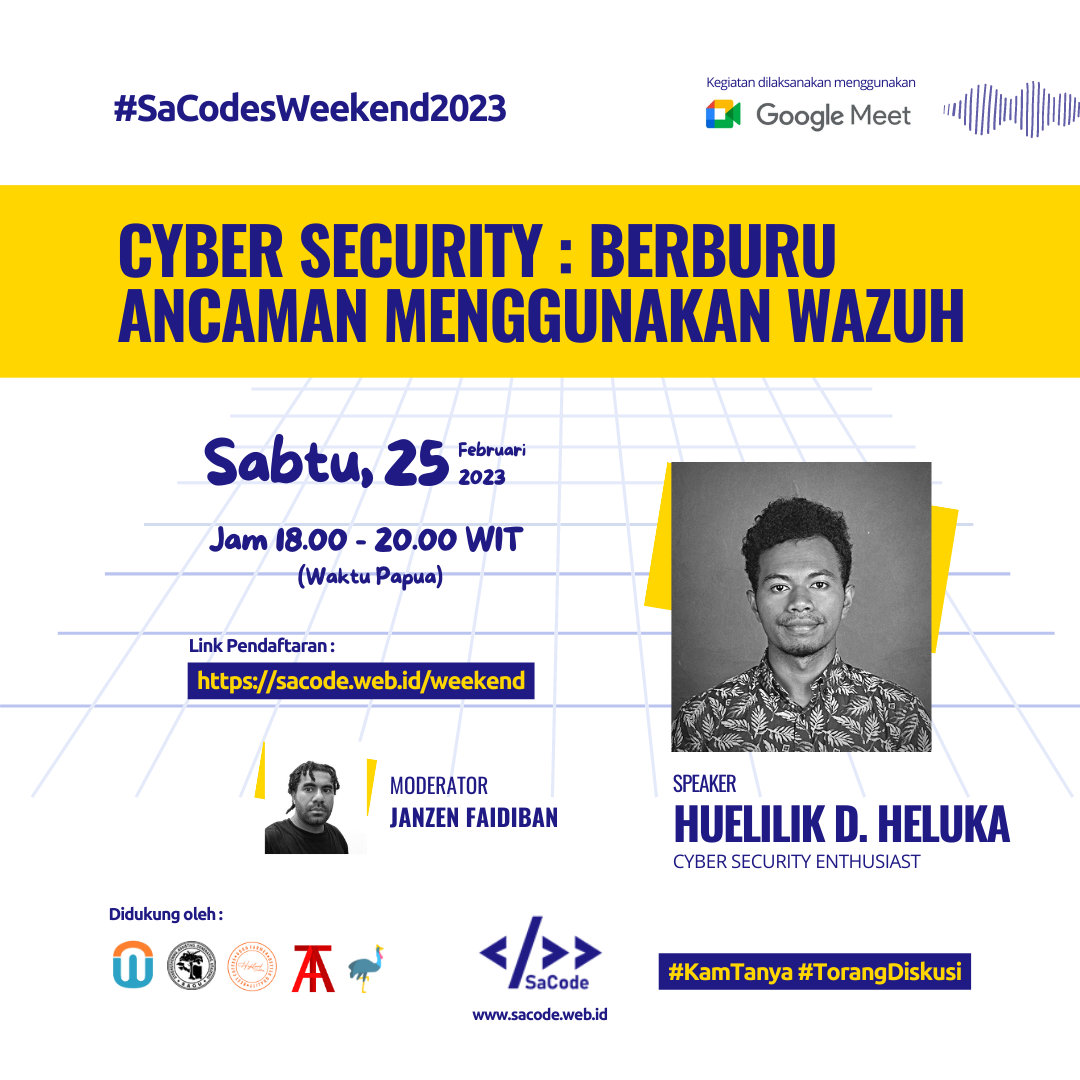 #SaCodesWeekend2023
Kegiatan dilaksanakan menggunakan
Google Meet
CYBER SECURITY : BERBURU
ANCAMAN MENGGUNAKAN WAZUH
Sabtu, 25 Februari
2023
Jam 18.00 - 20.00 WIT
(Waktu Papua)
Link Pendaftaran :
https://sacode.web.id/weekend
MODERATOR
JANZEN FAIDIBAN
SPEAKER
HUELILIK D. HELUKA
CYBER SECURITY ENTHUSIAST
Didukung oleh :
SAGU
</>>
SaCode
www.sacode.web.id
#KamTanya #TorangDiskusi